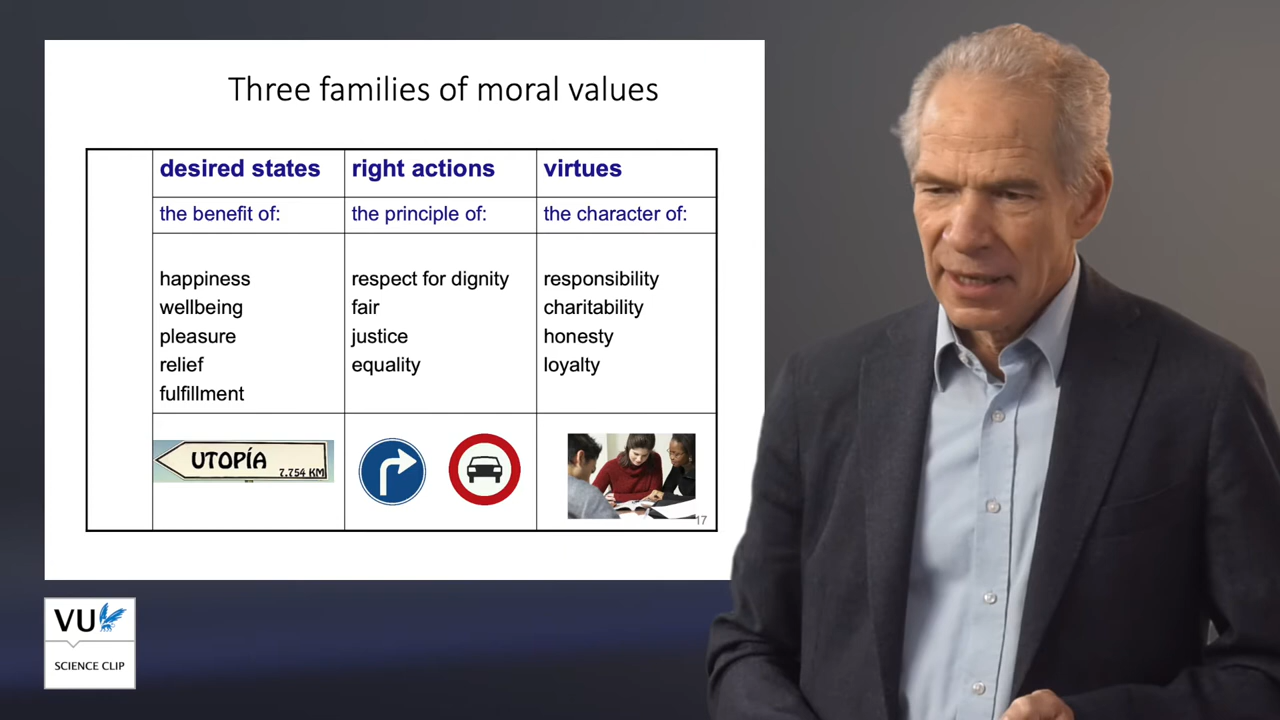 Three families of moral values
desired states right actions virtues
the benefit of: the principle of: the character of:
happiness respect for dignity responsibility
wellbeing fair charitability
pleasure justice honesty
relief equality loyalty
fulfillment
UTOPÍA
7.754 KM
17
VU
SCIENCE CLIP